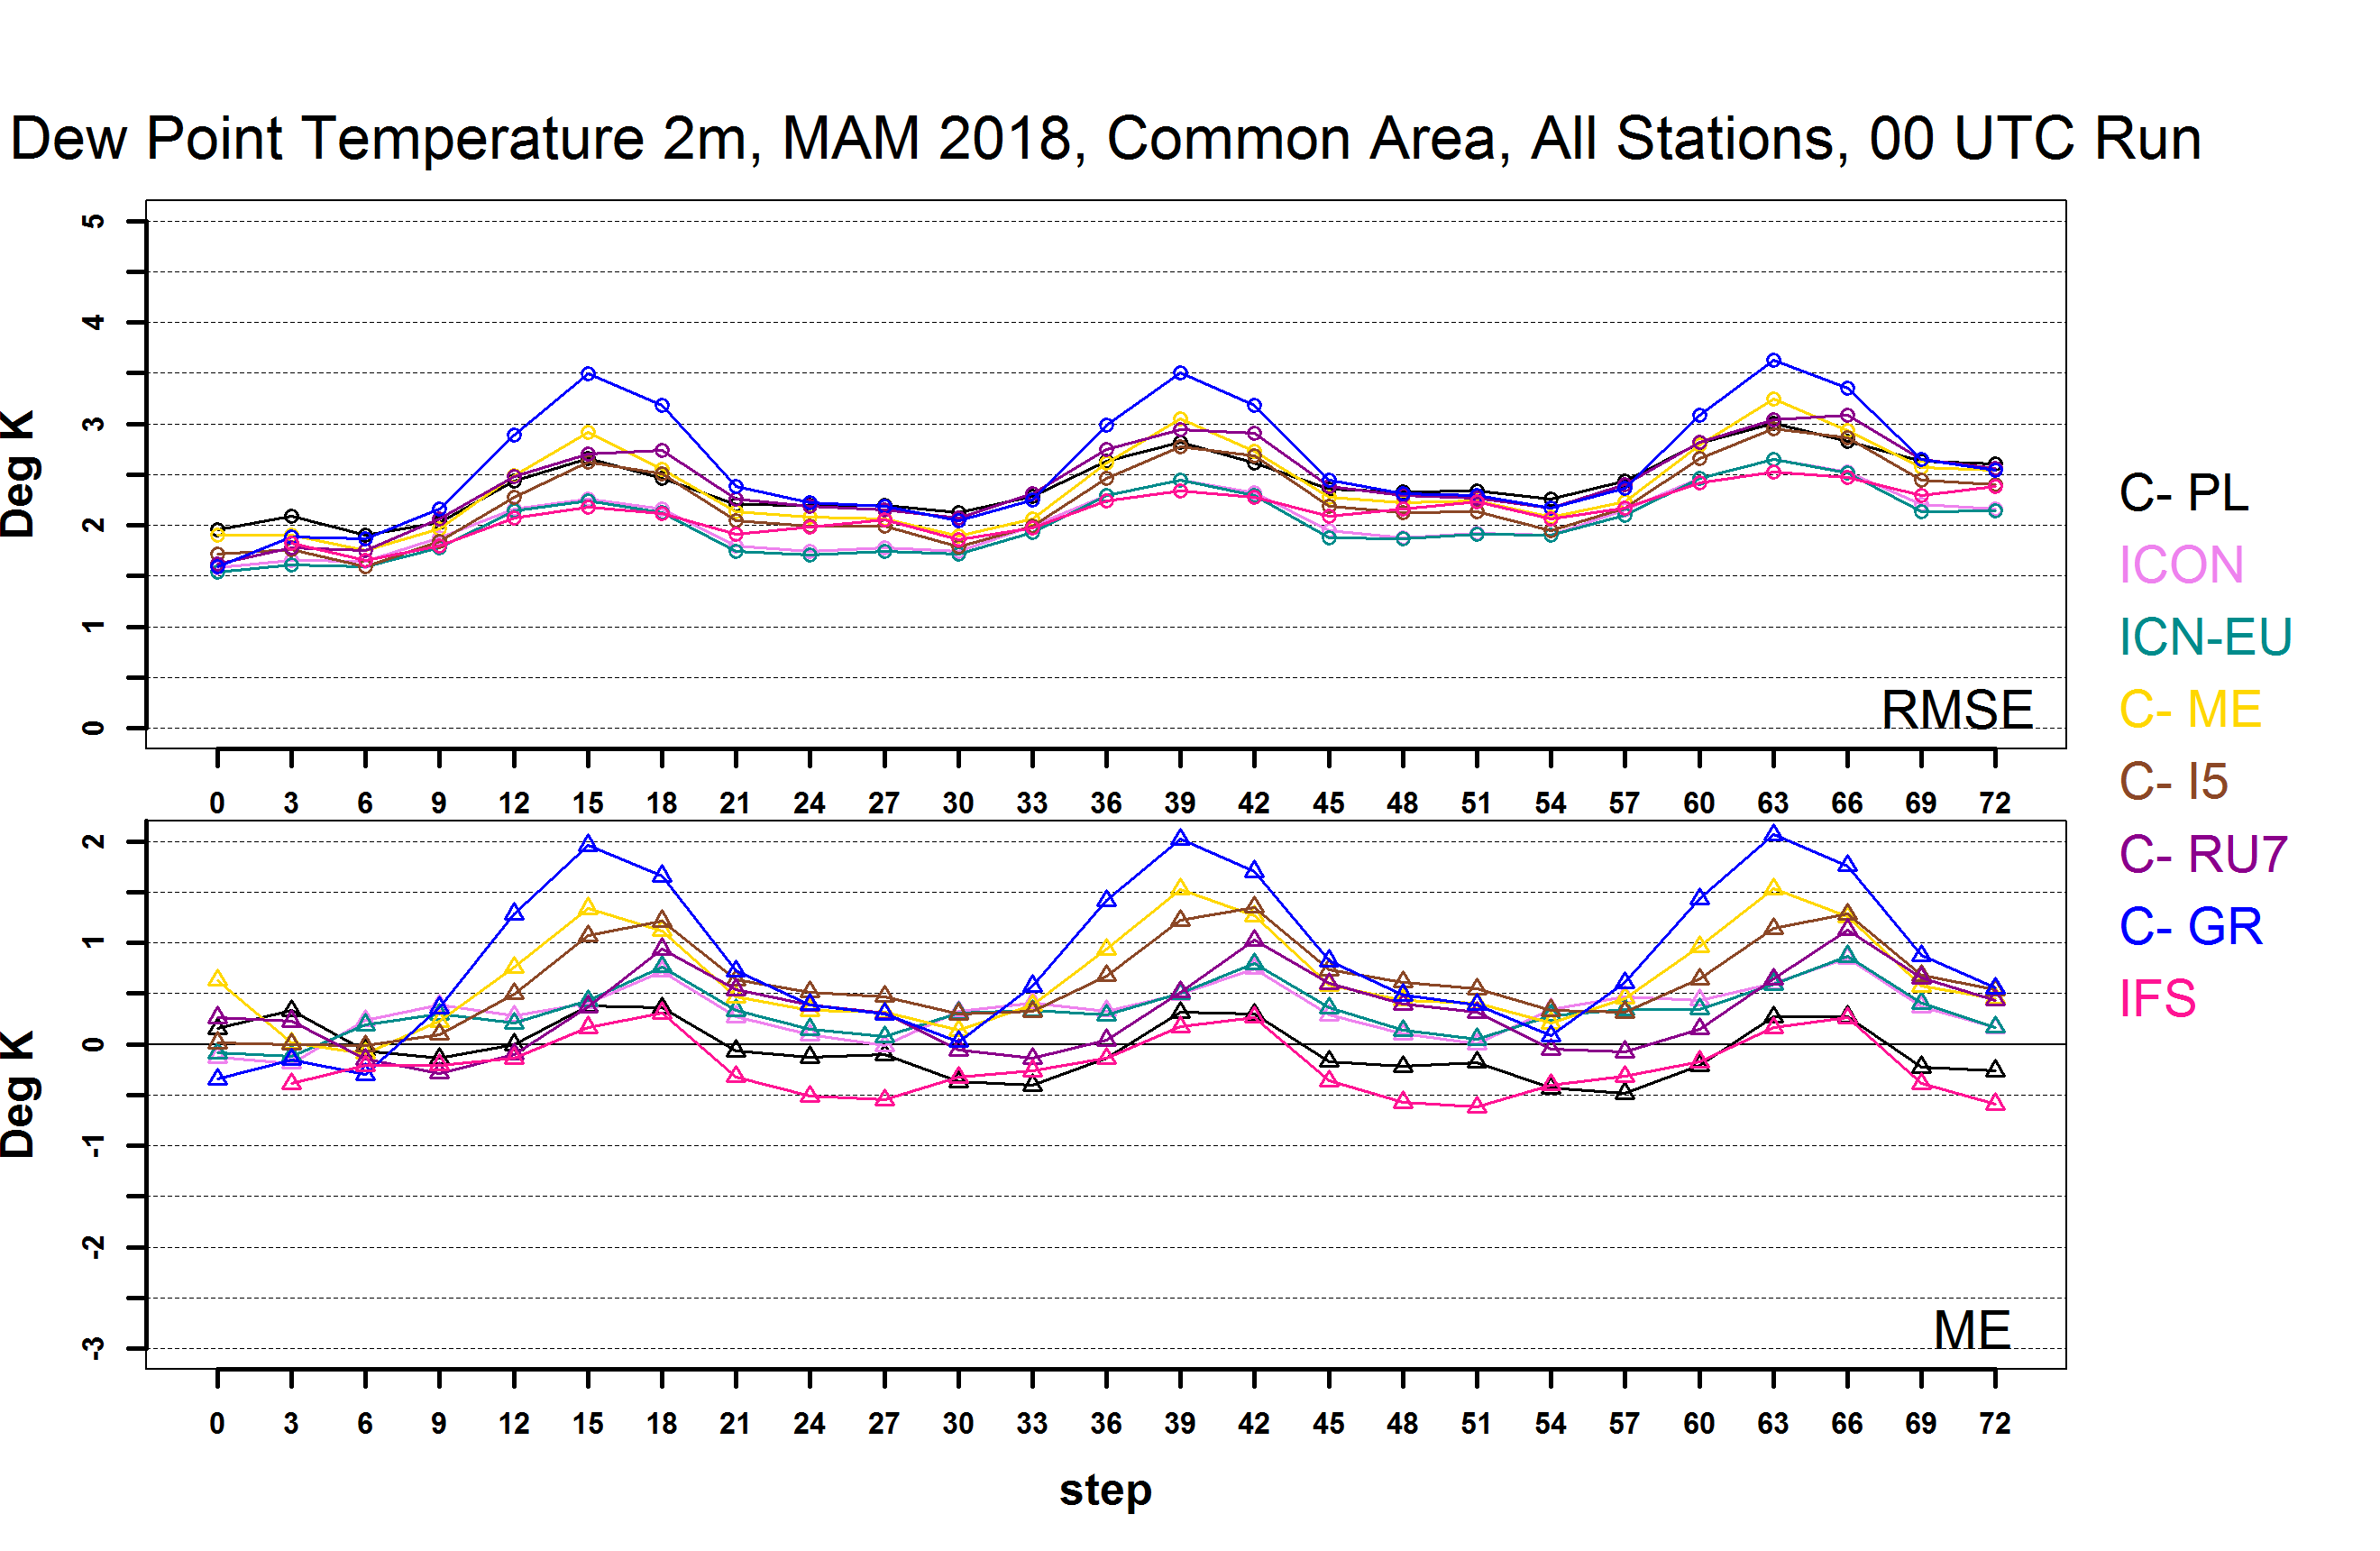 Dew Point Temperature 2m, MAM 2018, Common Area, All Stations, 00 UTC Run
5
4
3
2
1
0
Deg K
RMSE
0 3 6 9 12 15 18 21 24 27 30 33 36 39 42 45 48 51 54 57 60 63 66 69 72
2
1
0
-1
-2
-3
Deg K
ME
0 3 6 9 12 15 18 21 24 27 30 33 36 39 42 45 48 51 54 57 60 63 66 69 72
step
C- PL
ICON
ICN-EU
C- ME
C- I5
C- RU7
C- GR
IFS